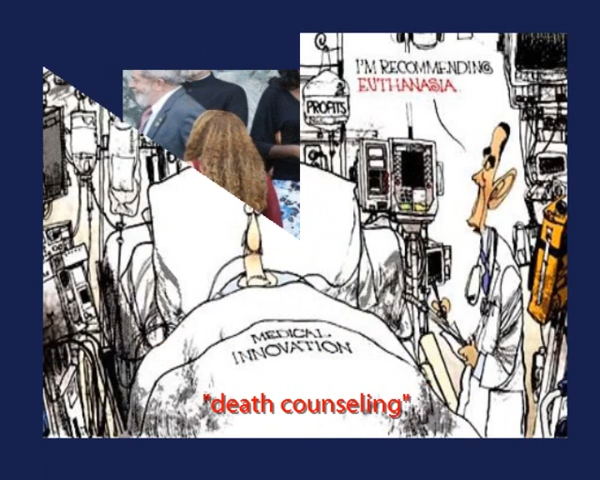 I'M RECOMMENDING
EUTHANASIA.
PROFITS
MEDICAL
INNOVATION
"death counseling"